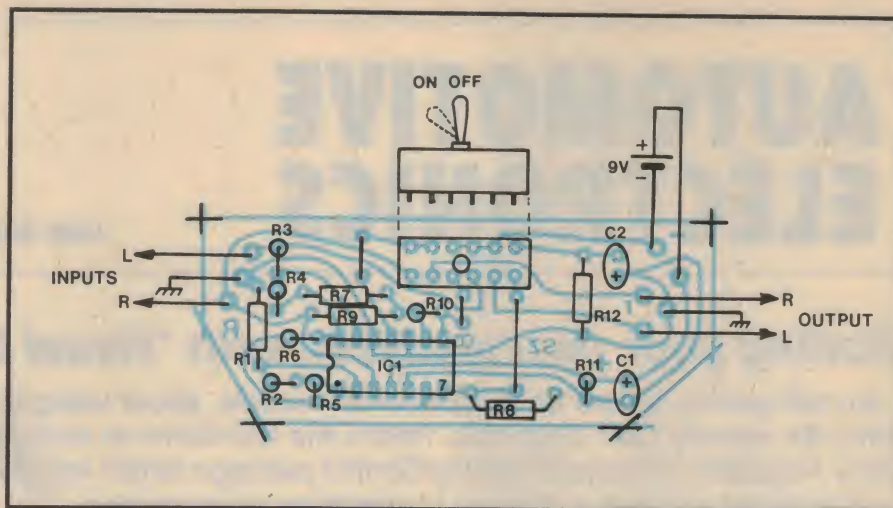 ON OFF
+
9V
−
R3
C2
L
INPUTS
R4
R
R7
R9
R10
R12
R
OUTPUT
L
R1
R6
IC1
7
R11
C1
R2
R5
R8